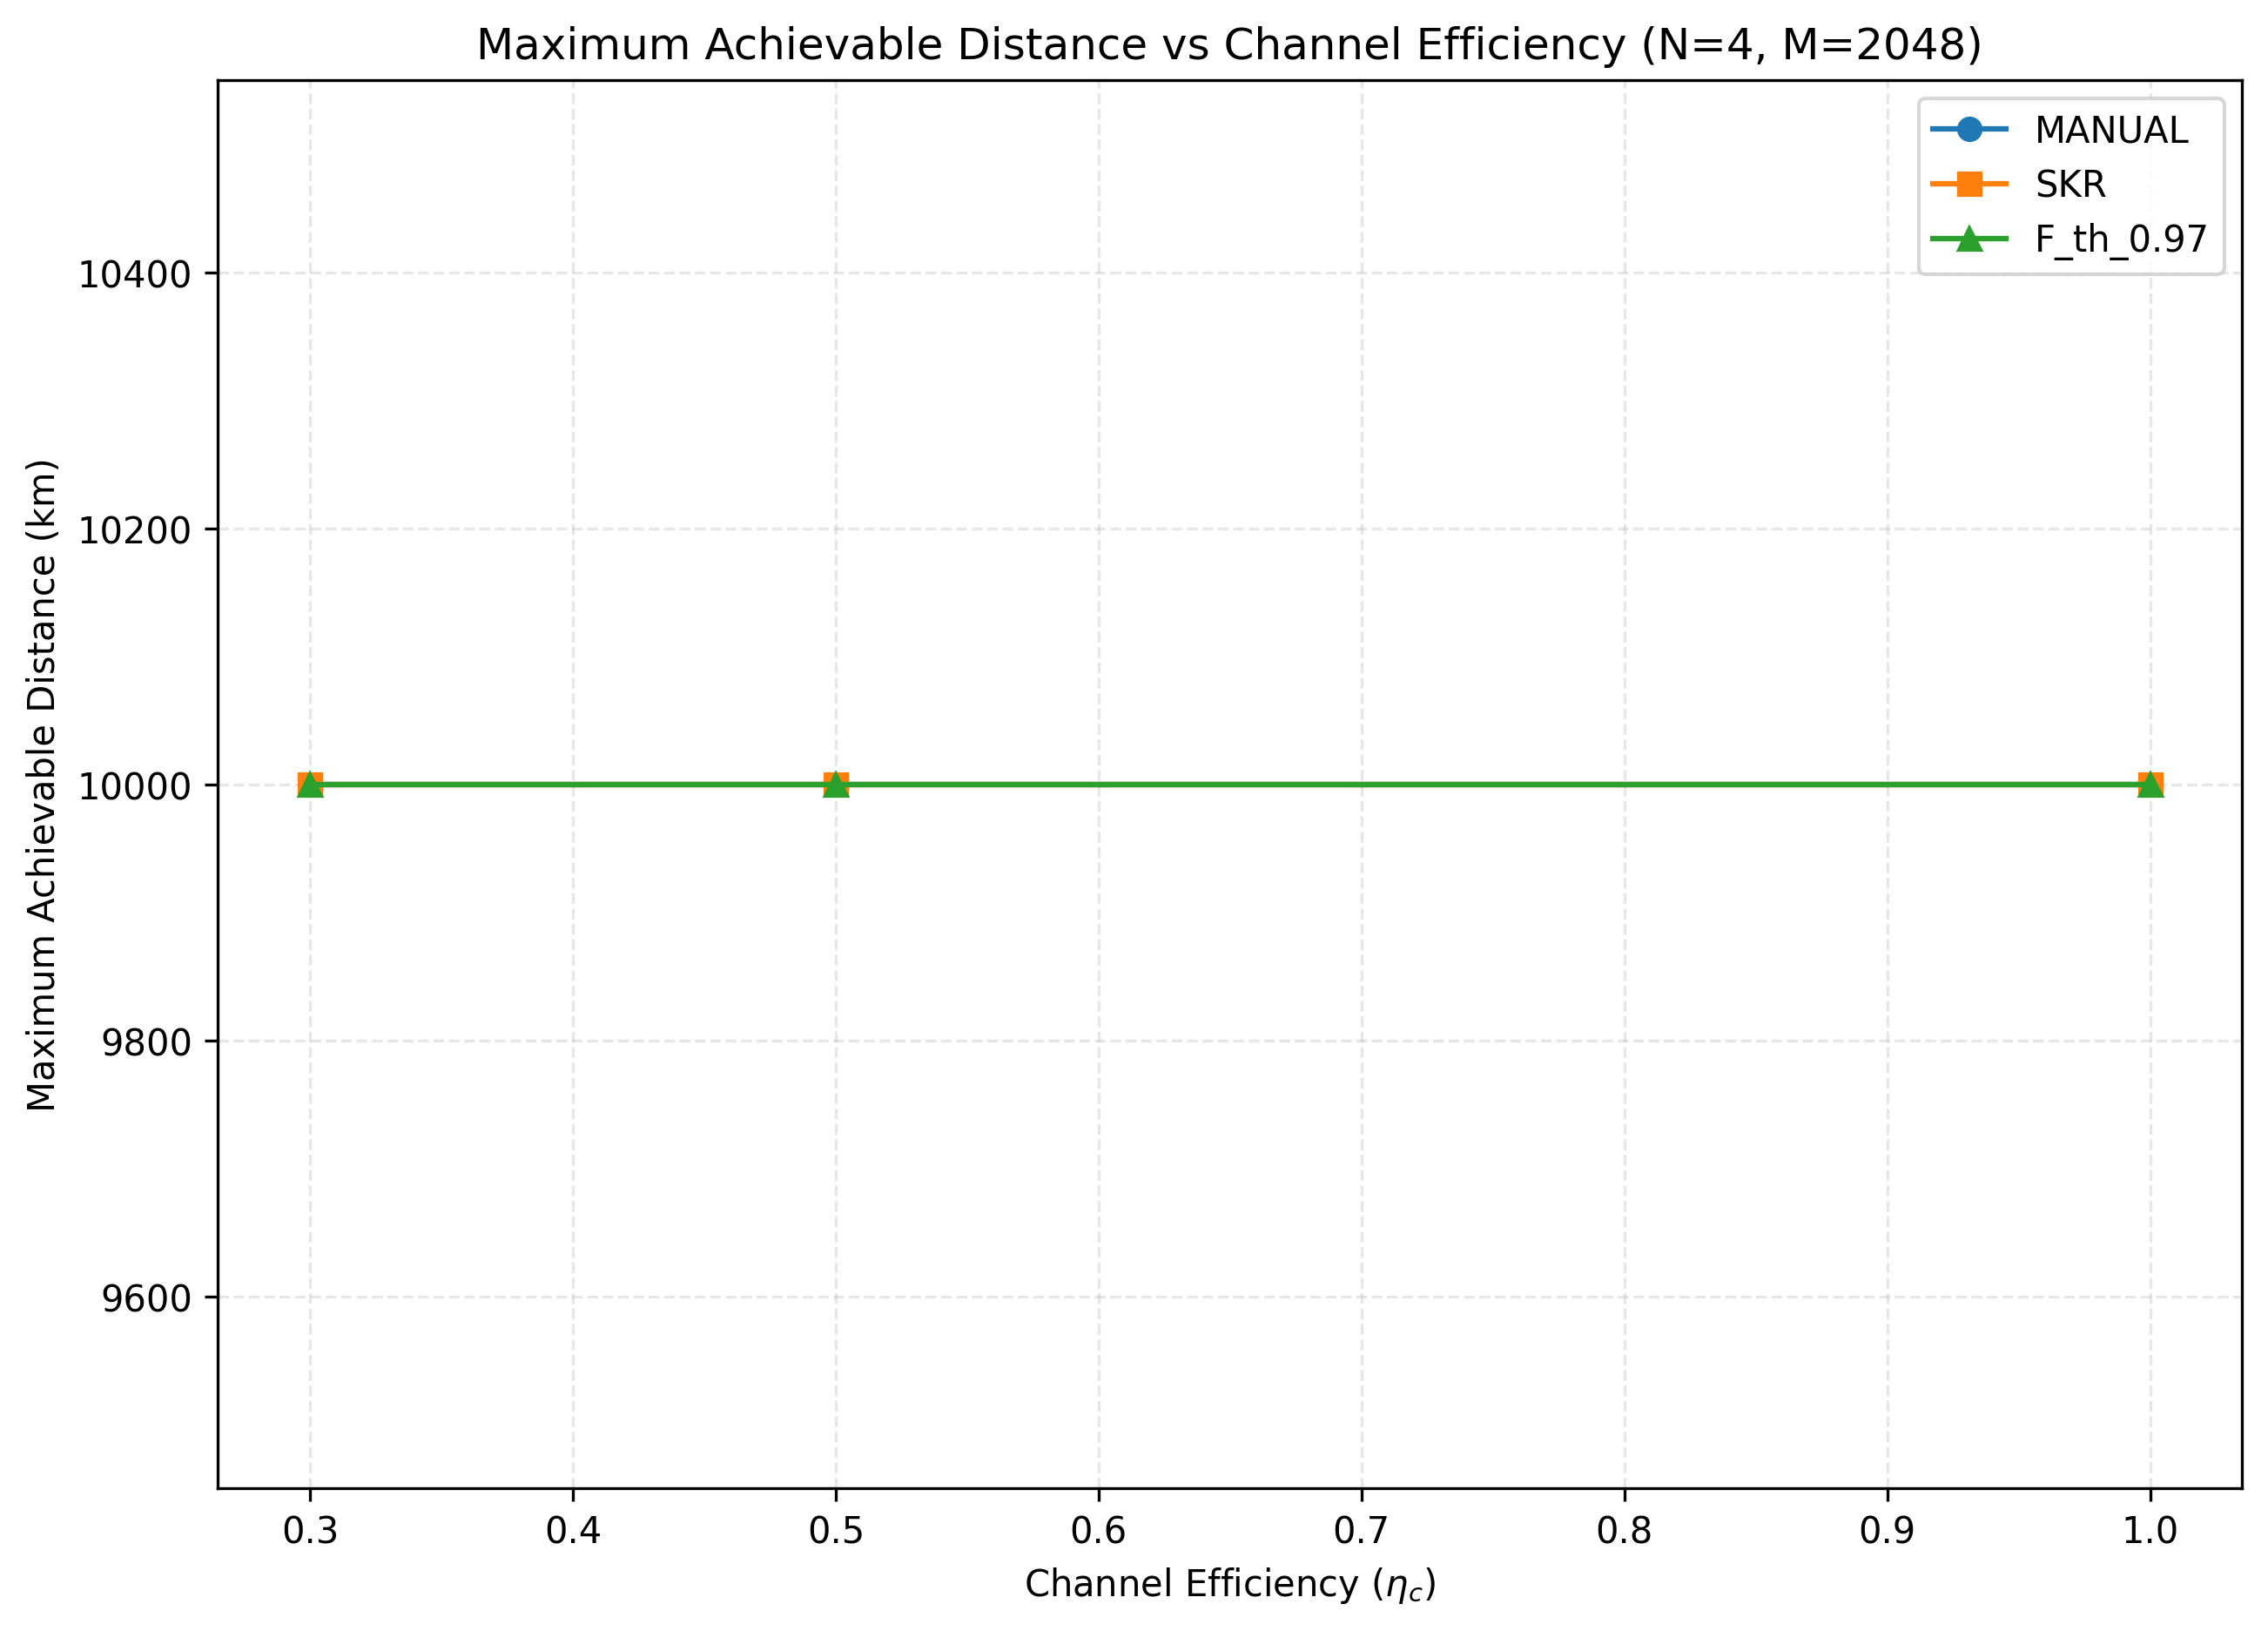 Maximum Achievable Distance vs Channel Efficiency (N=4, M=2048)
MANUAL
SKR
F_th_0.97
Maximum Achievable Distance (km)
10400
10200
10000
9800
9600
0.3 0.4 0.5 0.6 0.7 0.8 0.9 1.0
Channel Efficiency (η_c)